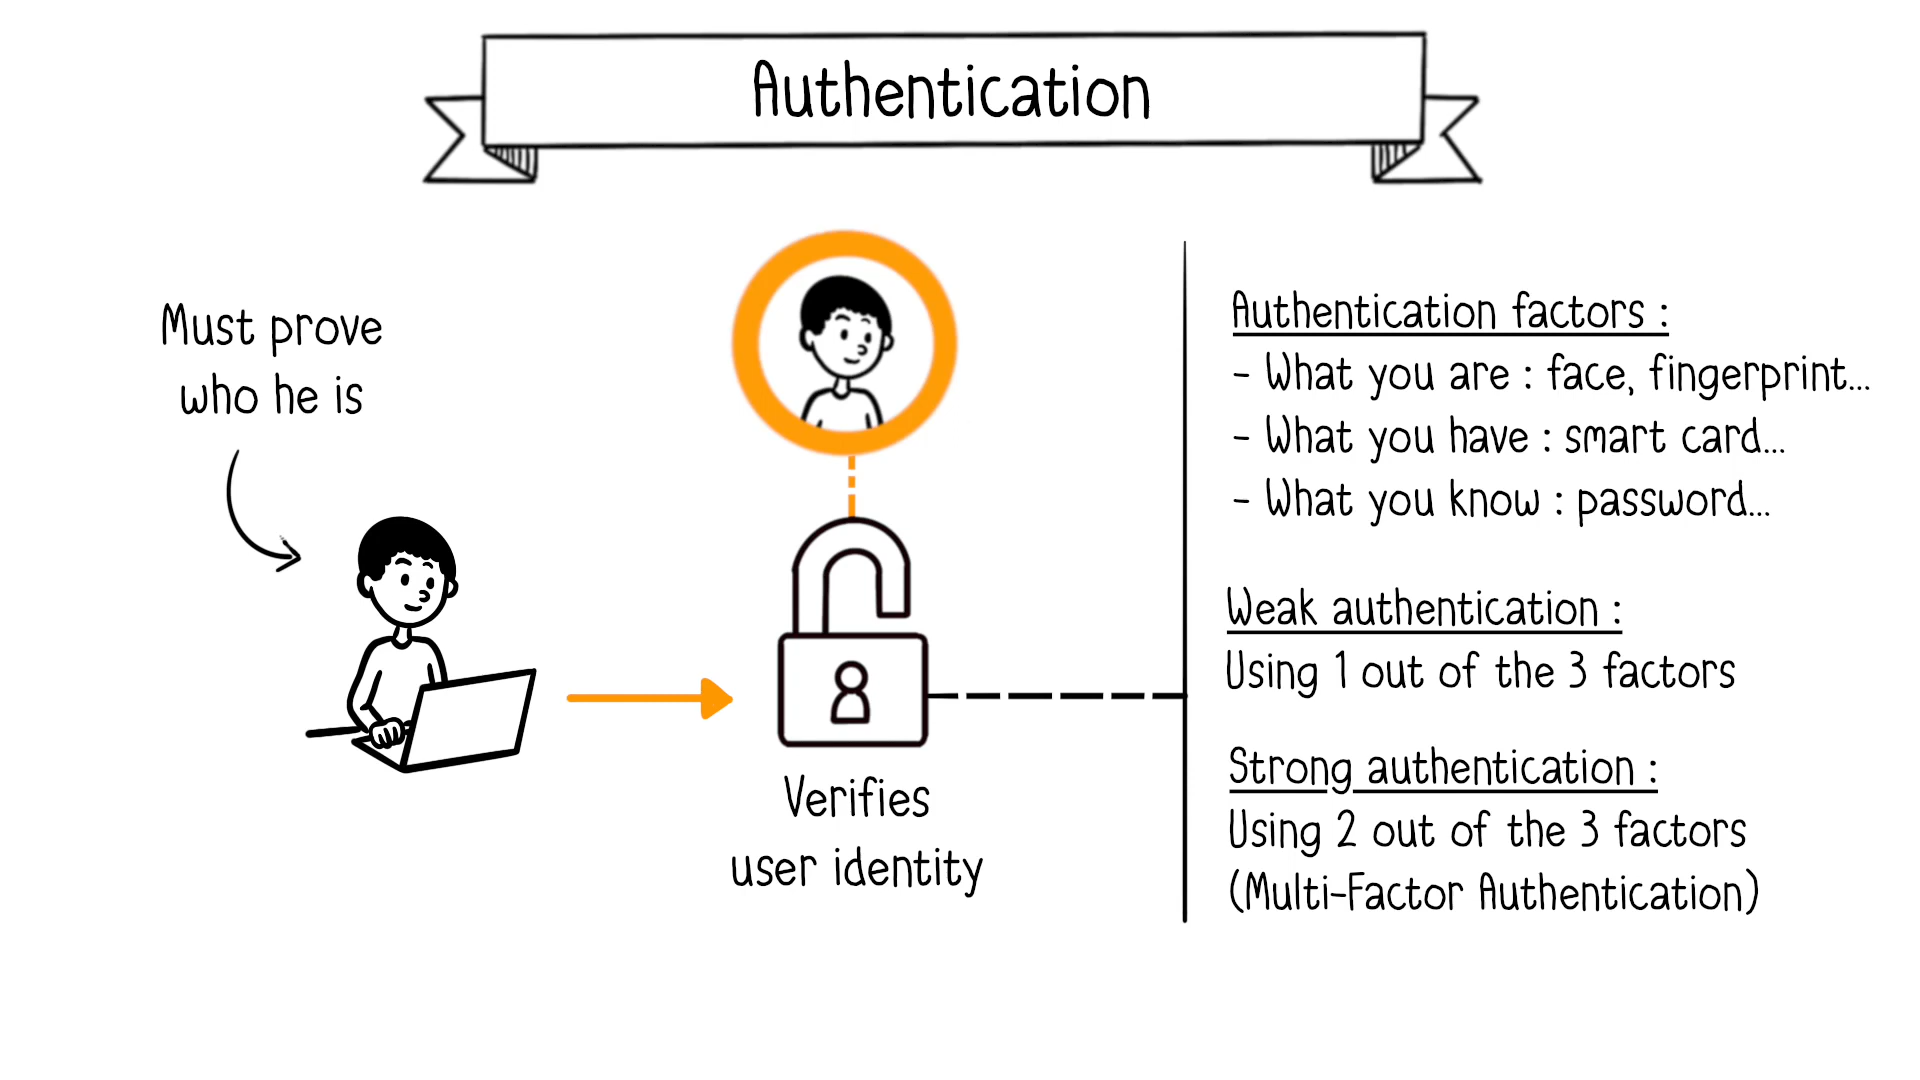 Authentication
Must prove
who he is
Verifies
user identity
Authentication factors :
- What you are : face, fingerprint...
- What you have : smart card...
- What you know : password...
Weak authentication :
Using 1 out of the 3 factors
Strong authentication :
Using 2 out of the 3 factors
(Multi-Factor Authentication)